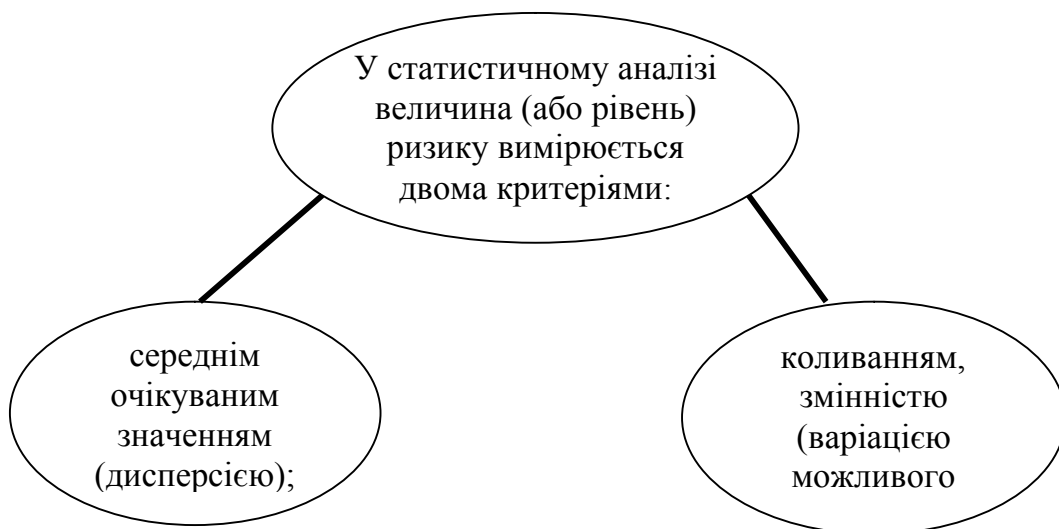 У статистичному аналізі
величина (або рівень)
ризику вимірюється
двома критеріями:
середнім
очікуваним
значенням
(дисперсією);
коливанням,
змінністю
(варіацією
можливого